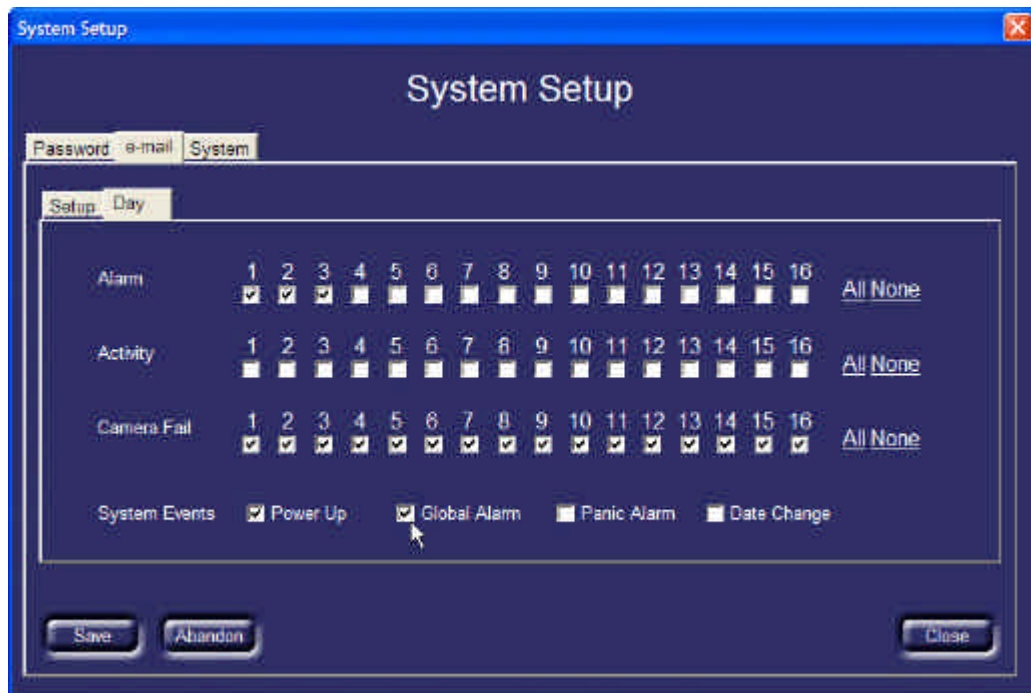 System Setup
System Setup
Password e-mail System
Setup Day
Alarm 1 2 3 4 5 6 7 8 9 10 11 12 13 14 15 16 All None
Activity 1 2 3 4 5 6 7 8 9 10 11 12 13 14 15 16 All None
Camera Fail 1 2 3 4 5 6 7 8 9 10 11 12 13 14 15 16 All None
System Events Power Up Global Alarm Panic Alarm Date Change
Save Abandon Close